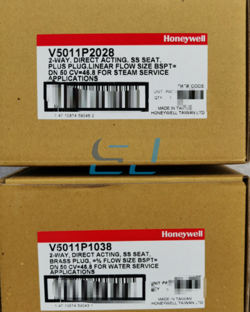 Honeywell
V5011P2028
2-WAY, DIRECT ACTING, SS SEAT,
PLUS PLUG, LINEAR FLOW SIZE BSPT=
DN 50 CV=46.8 FOR STEAM SERVICE
APPLICATIONS
DATE CODE
MADE IN TAIWAN
HONEYWELL TAIWAN LTD
Honeywell
V5011P1038
2-WAY, DIRECT ACTING, SS SEAT,
BRASS PLUG, =% FLOW SIZE BSPT=
DN 50 CV=46.8 FOR WATER SERVICE
APPLICATIONS
MADE IN TAIWAN
HONEYWELL TAIWAN LTD